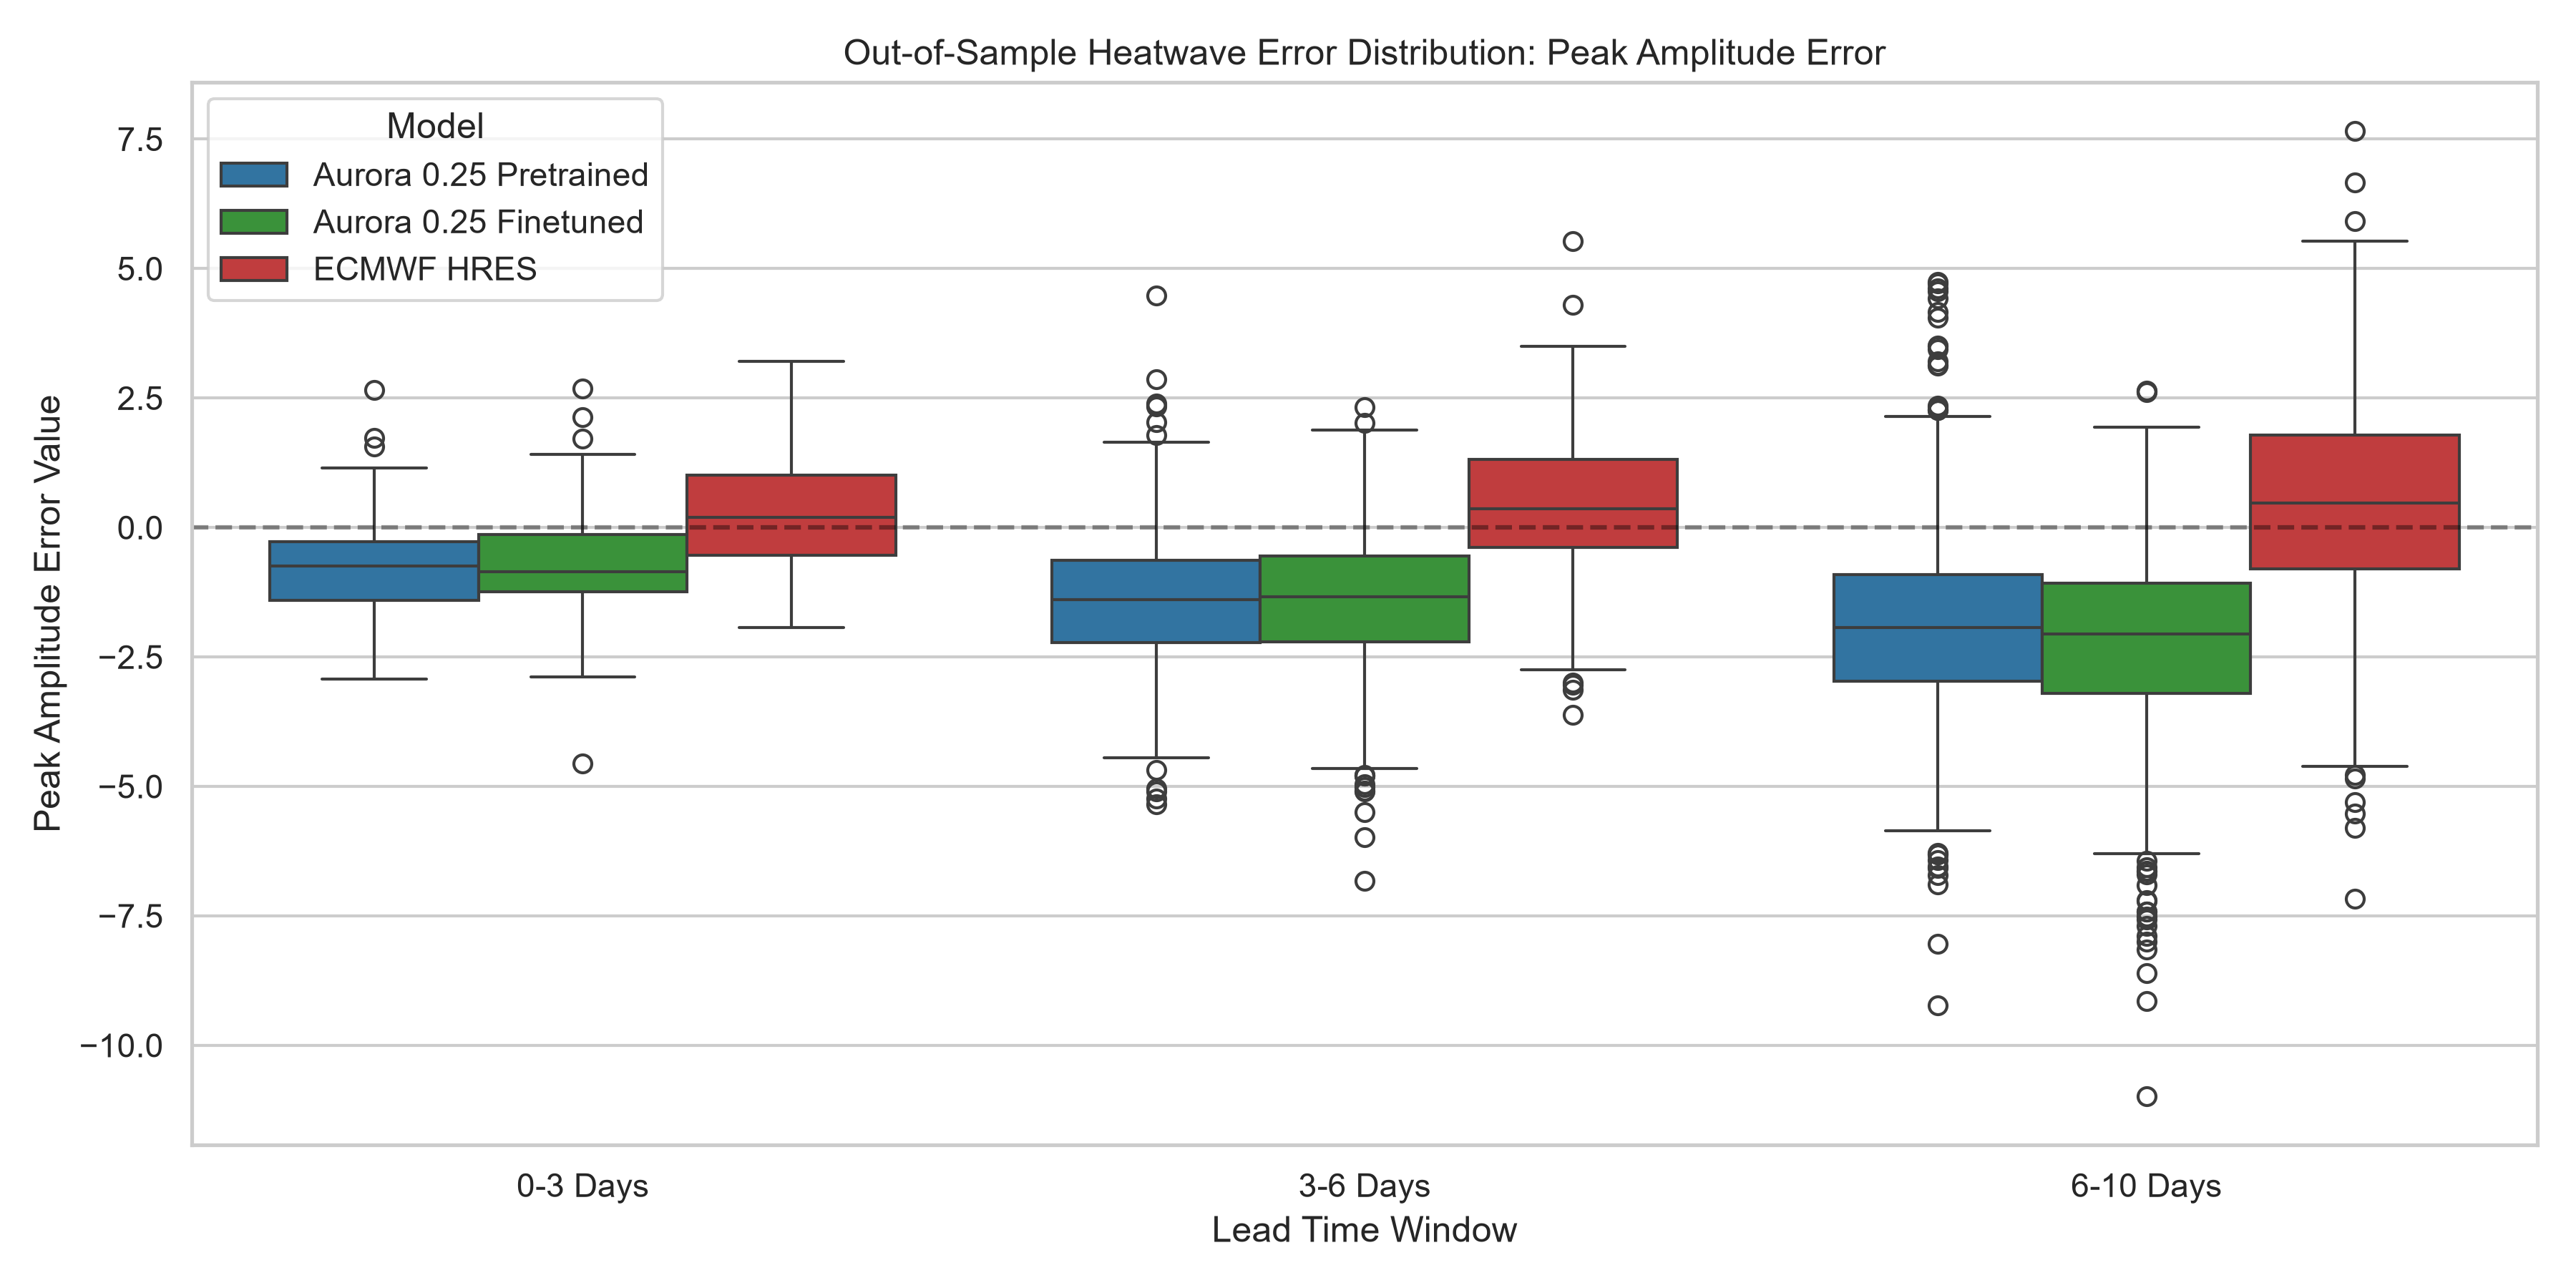 Out-of-Sample Heatwave Error Distribution: Peak Amplitude Error
Model
Aurora 0.25 Pretrained
Aurora 0.25 Finetuned
ECMWF HRES
Peak Amplitude Error Value
7.5
5.0
2.5
0.0
−2.5
−5.0
−7.5
−10.0
0-3 Days
3-6 Days
6-10 Days
Lead Time Window